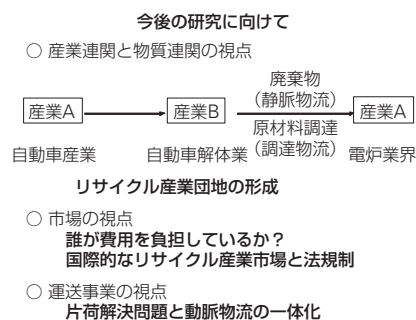 今後の研究に向けて
○ 産業連関と物質連関の視点
廃棄物
(静脈物流)
産業A 産業B 産業A
原材料調達
(調達物流)
自動車産業 自動車解体業 電炉業界
リサイクル産業団地の形成
○ 市場の視点
誰が費用を負担しているか？
国際的なリサイクル産業市場と法規制
○ 運送事業の視点
片荷解決問題と動脈物流の一体化